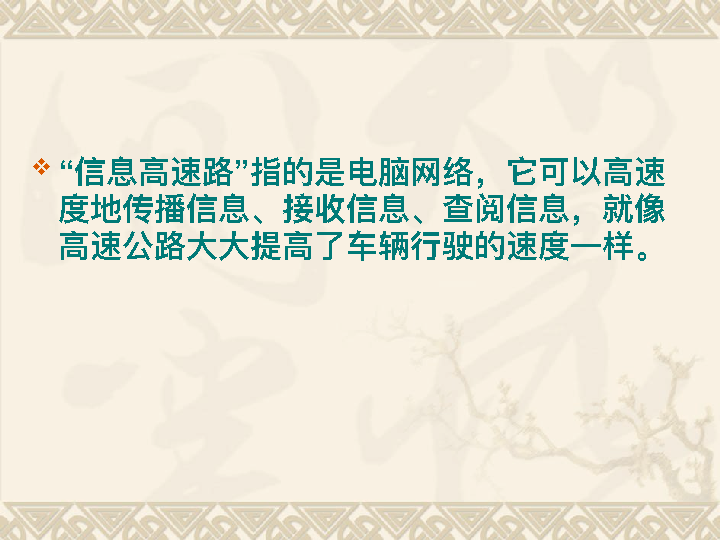 “信息高速路”指的是电脑网络，它可以高速
度地传播信息、接收信息、查阅信息，就像
高速公路大大提高了车辆行驶的速度一样。